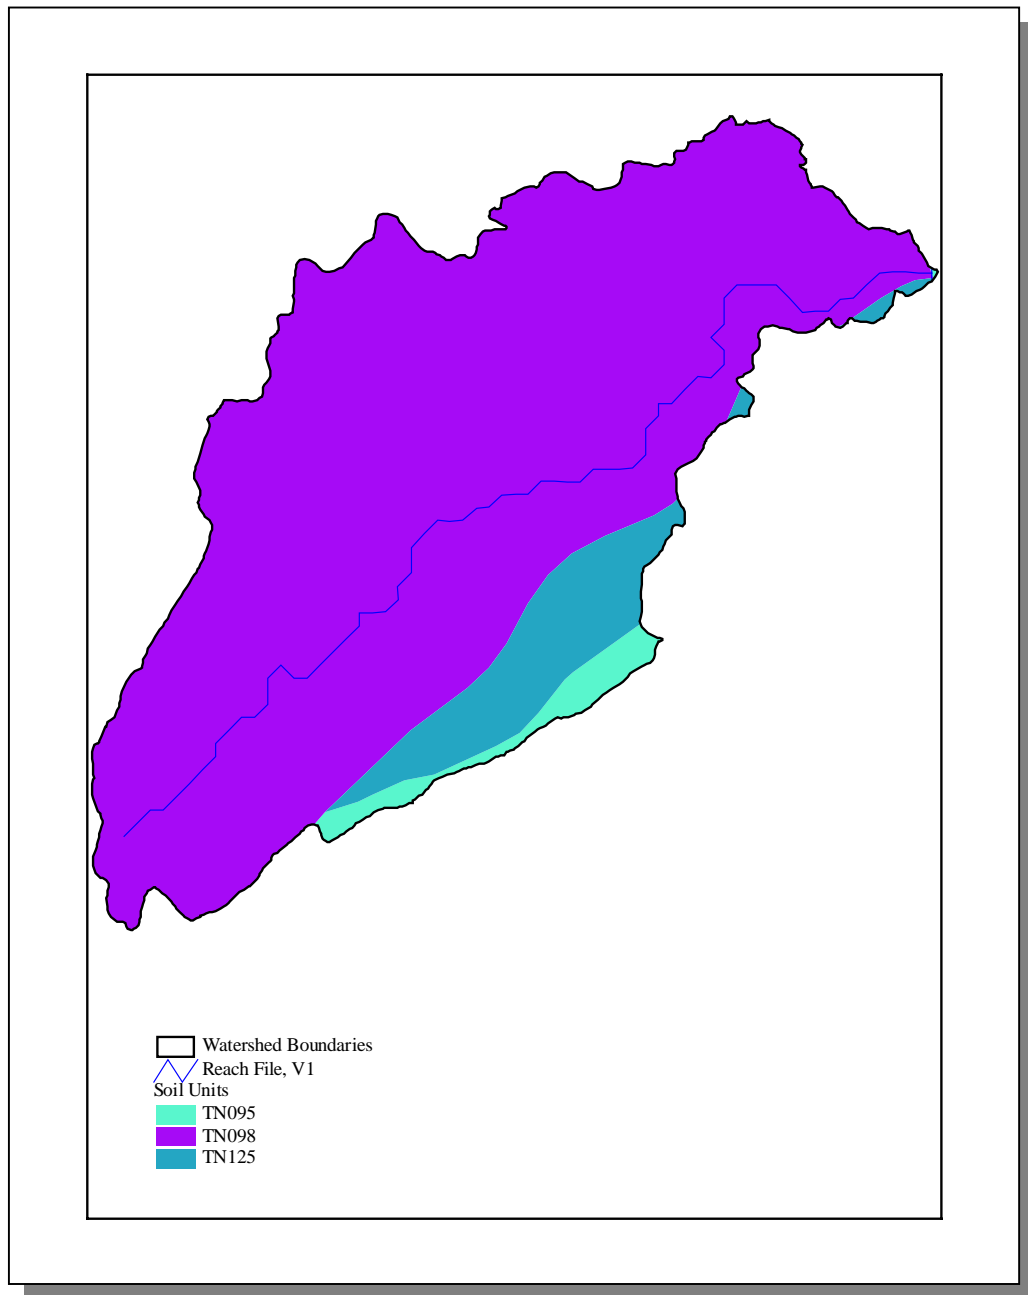 Watershed Boundaries
Reach File, V1
Soil Units
TN095
TN098
TN125